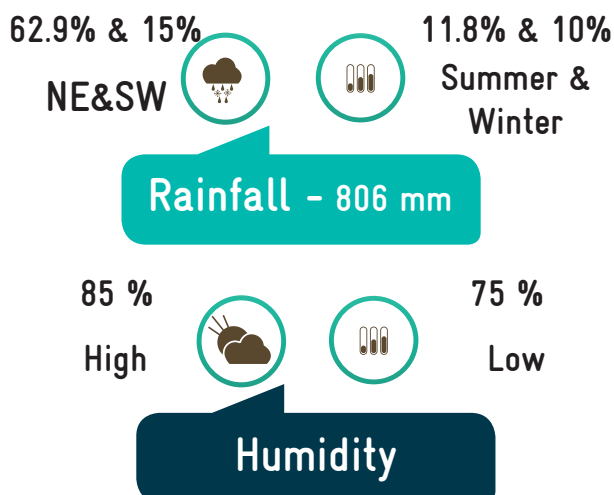 62.9% & 15%
NE&SW
11.8% & 10%
Summer &
Winter
Rainfall - 806 mm
85 %
High
75 %
Low
Humidity